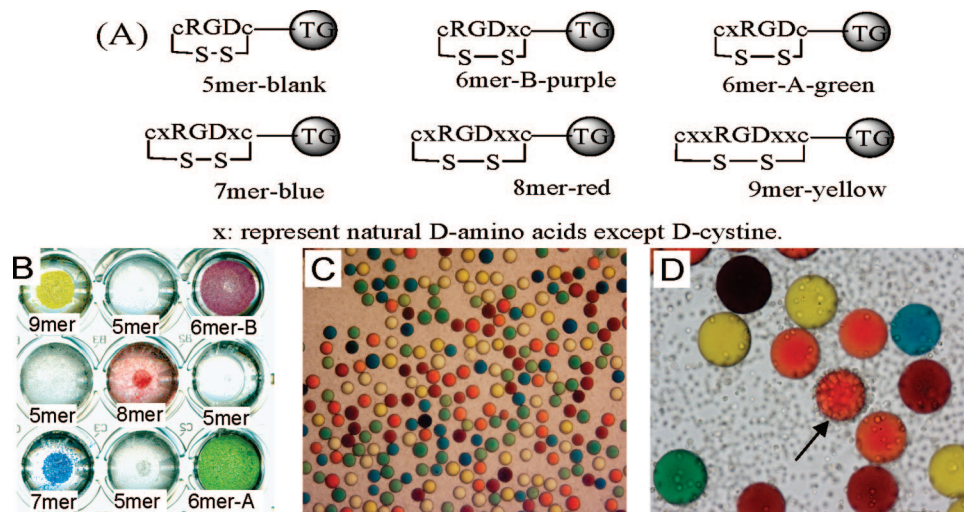 (A)
cRGDc
TG
S-S
5mer-blank
cRGDxc
TG
S—S
6mer-B-purple
cxRGDc
TG
S—S
6mer-A-green
cxRGDxc
TG
S—S
7mer-blue
cxRGDxxc
TG
S—S
8mer-red
cxxRGDxxc
TG
S—S
9mer-yellow
x: represent natural D-amino acids except D-cystine.
B
9mer
5mer
6mer-B
5mer
8mer
5mer
7mer
5mer
6mer-A
C
D